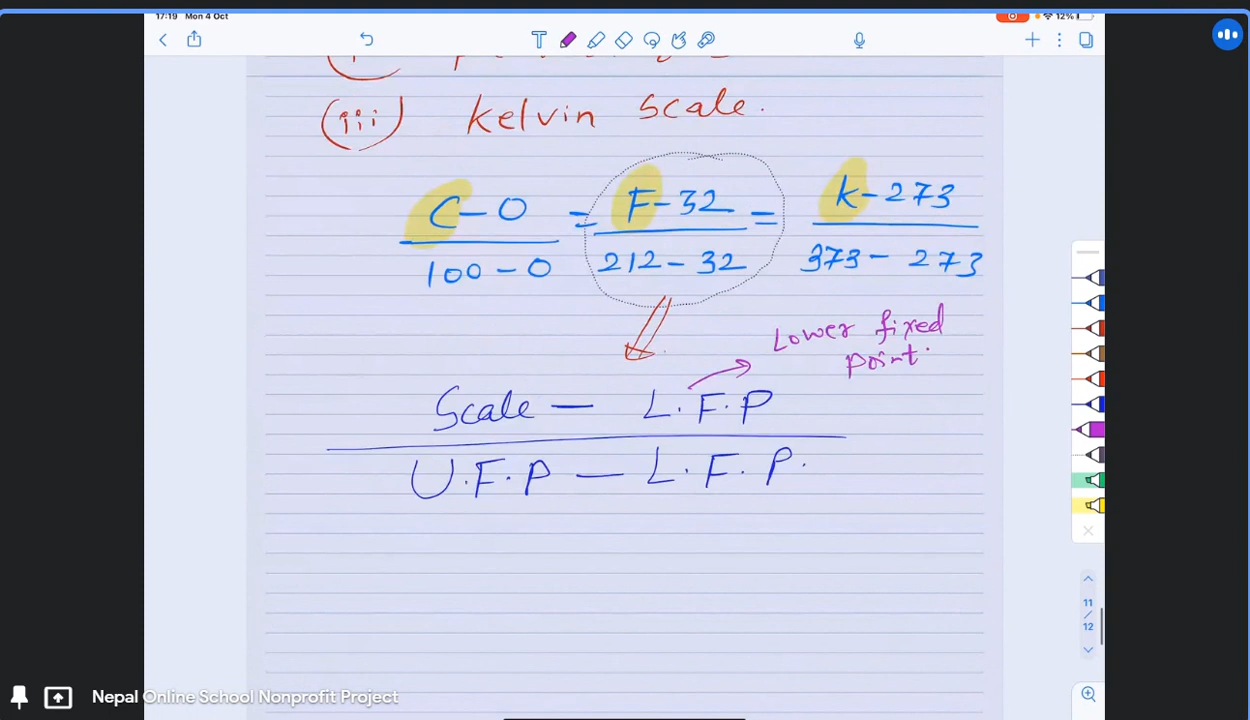 17:19 Mon 4 Oct
12%
(iii) Kelvin Scale.
C-0 = F-32 = K-273
100-0 212-32 373-273
Lower fixed
point.
Scale - L.F.P
U.F.P - L.F.P.
11
/
12
Nepal Online School Nonprofit Project